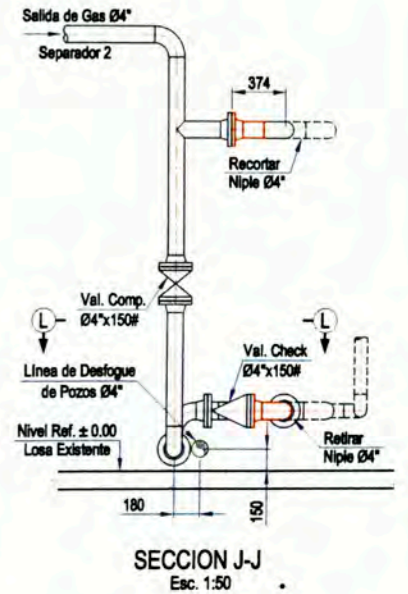 Salida de Gas Ø4"
Separador 2
374
Recortar
Niple Ø4"
Val. Comp.
Ø4"x150#
L
L
Línea de Desfogue
de Pozos Ø4"
Val. Check
Ø4"x150#
Nivel Ref. ± 0.00
Losa Existente
Retirar
Niple Ø4"
180
150
SECCION J-J
Esc. 1:50